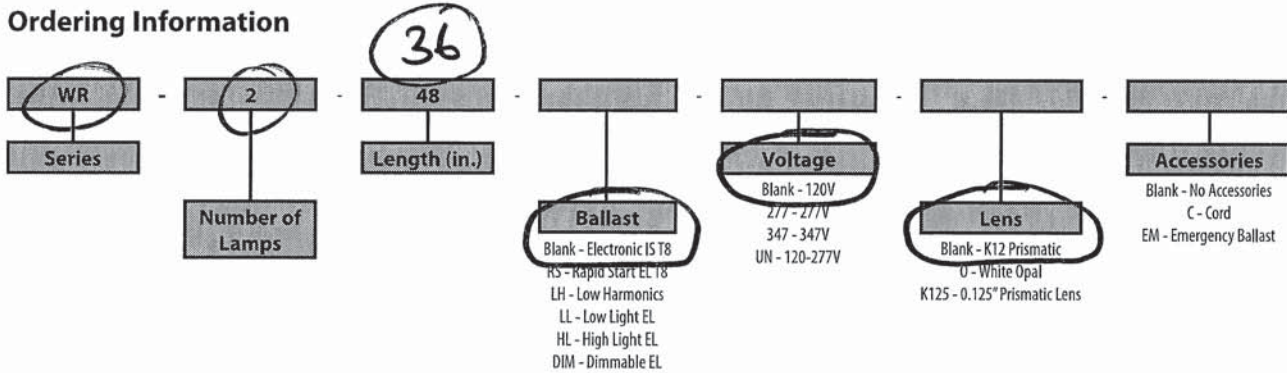 Ordering Information
36
WR - 2 - 48 - - - -
Series
Length (in.)
Voltage
Accessories
Blank - 120V
277 - 277V
347 - 347V
UN - 120-277V
Blank - No Accessories
C - Cord
EM - Emergency Ballast
Number of
Lamps
Ballast
Lens
Blank - Electronic IS T8
RS - Rapid Start EL T8
LH - Low Harmonics
LL - Low Light EL
HL - High Light EL
DIM - Dimmable EL
Blank - K12 Prismatic
O - White Opal
K125 - 0.125" Prismatic Lens